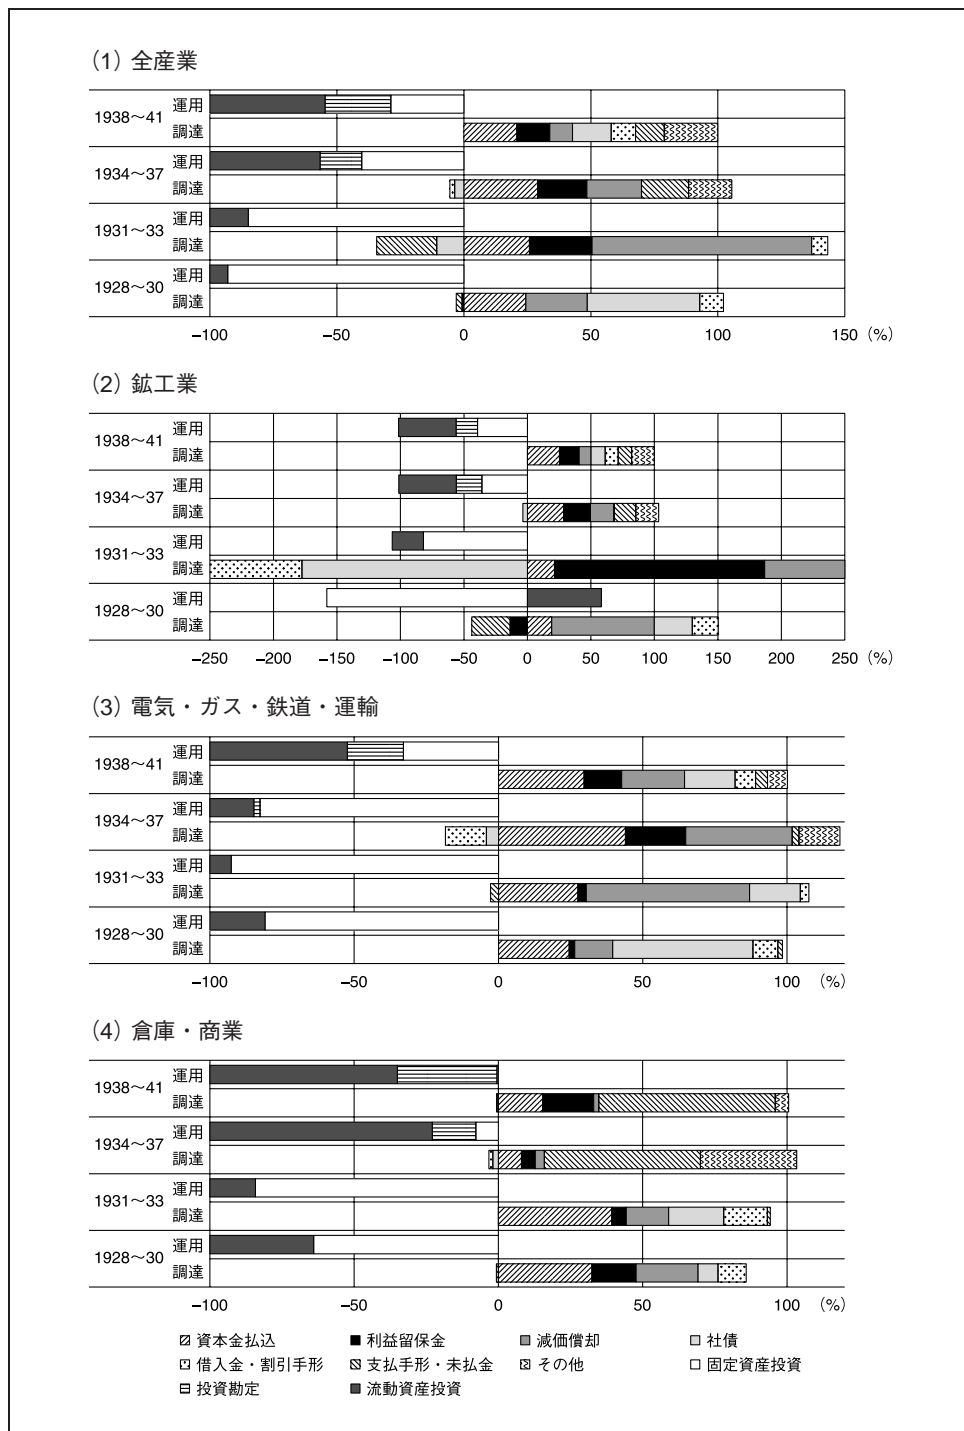 （1）全産業
1938～41 運用
調達
1934～37 運用
調達
1931～33 運用
調達
1928～30 運用
調達
−100 −50 0 50 100 150 (%)
（2）鉱工業
1938～41 運用
調達
1934～37 運用
調達
1931～33 運用
調達
1928～30 運用
調達
−250 −200 −150 −100 −50 0 50 100 150 200 250 (%)
（3）電気・ガス・鉄道・運輸
1938～41 運用
調達
1934～37 運用
調達
1931～33 運用
調達
1928～30 運用
調達
−100 −50 0 50 100 (%)
（4）倉庫・商業
1938～41 運用
調達
1934～37 運用
調達
1931～33 運用
調達
1928～30 運用
調達
−100 −50 0 50 100 (%)
資本金払込 利益留保金 減価償却 社債
借入金・割引手形 支払手形・未払金 その他 固定資産投資
投資勘定 流動資産投資